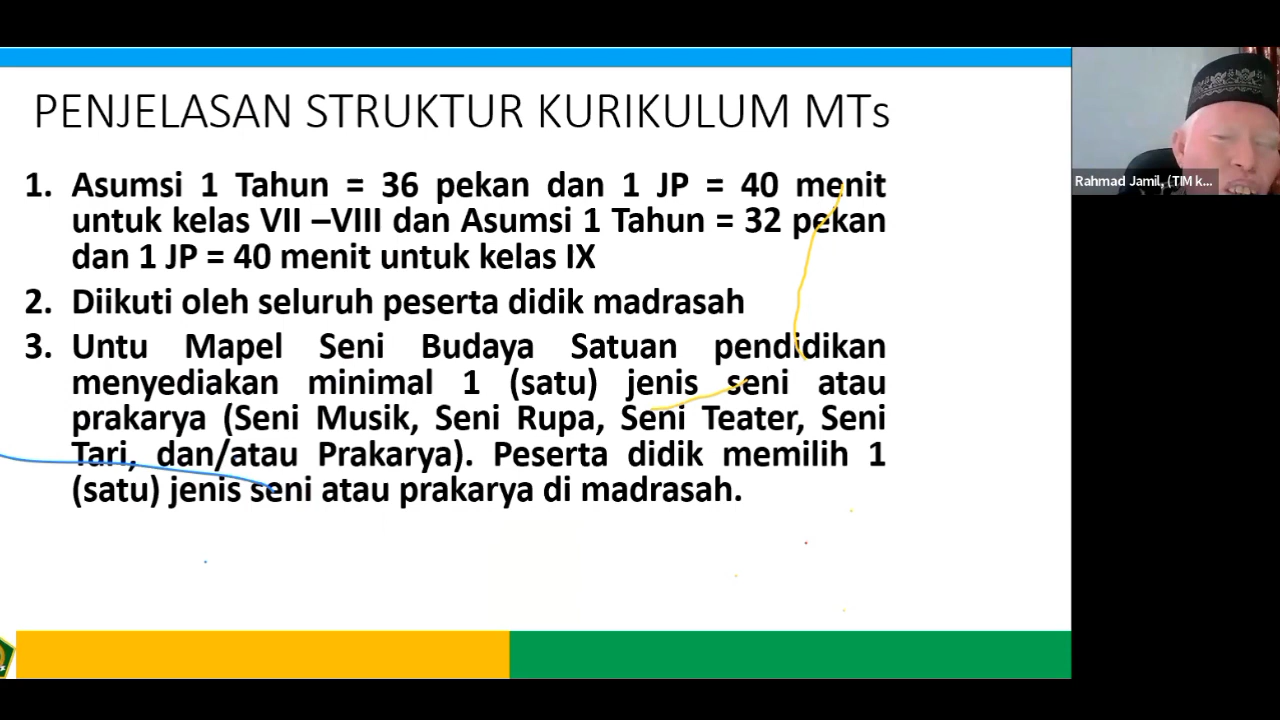 PENJELASAN STRUKTUR KURIKULUM MTs
1. Asumsi 1 Tahun = 36 pekan dan 1 JP = 40 menit
untuk kelas VII –VIII dan Asumsi 1 Tahun = 32 pekan
dan 1 JP = 40 menit untuk kelas IX
2. Diikuti oleh seluruh peserta didik madrasah
3. Untu Mapel Seni Budaya Satuan pendidikan
menyediakan minimal 1 (satu) jenis seni atau
prakarya (Seni Musik, Seni Rupa, Seni Teater, Seni
Tari, dan/atau Prakarya). Peserta didik memilih 1
(satu) jenis seni atau prakarya di madrasah.
Rahmad Jamil, (TIM k...